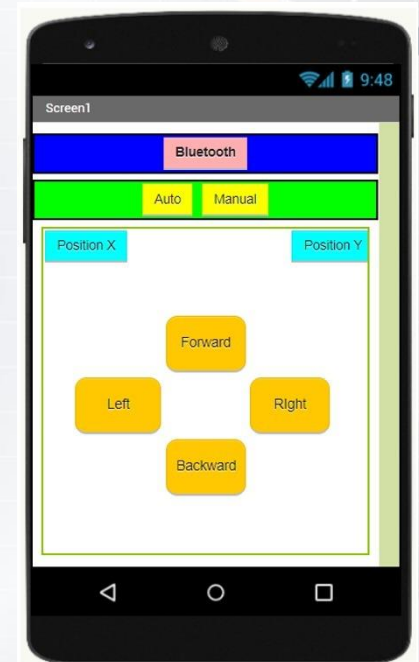 9:48
Screen1
Bluetooth
Auto Manual
Position X Position Y
Forward
Left RIght
Backward